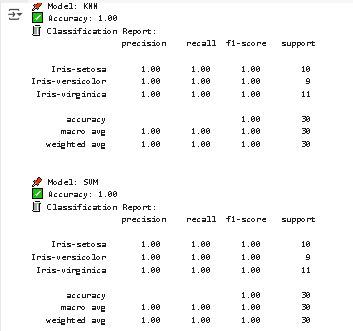 📌 Model: KNN
✅ Accuracy: 1.00
📋 Classification Report:
precision recall f1-score support
Iris-setosa 1.00 1.00 1.00 10
Iris-versicolor 1.00 1.00 1.00 9
Iris-virginica 1.00 1.00 1.00 11
accuracy 1.00 30
macro avg 1.00 1.00 1.00 30
weighted avg 1.00 1.00 1.00 30
📌 Model: SVM
✅ Accuracy: 1.00
📋 Classification Report:
precision recall f1-score support
Iris-setosa 1.00 1.00 1.00 10
Iris-versicolor 1.00 1.00 1.00 9
Iris-virginica 1.00 1.00 1.00 11
accuracy 1.00 30
macro avg 1.00 1.00 1.00 30
weighted avg 1.00 1.00 1.00 30